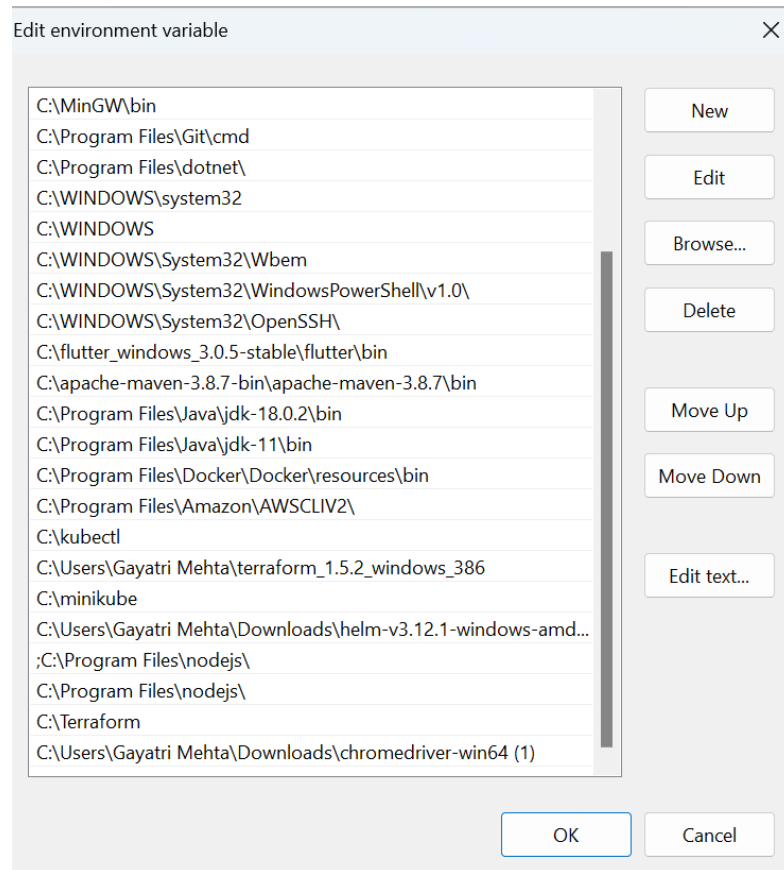 Edit environment variable
C:\MinGW\bin
C:\Program Files\Git\cmd
C:\Program Files\dotnet\
C:\WINDOWS\system32
C:\WINDOWS
C:\WINDOWS\System32\Wbem
C:\WINDOWS\System32\WindowsPowerShell\v1.0\
C:\WINDOWS\System32\OpenSSH\
C:\flutter_windows_3.0.5-stable\flutter\bin
C:\apache-maven-3.8.7-bin\apache-maven-3.8.7\bin
C:\Program Files\Java\jdk-18.0.2\bin
C:\Program Files\Java\jdk-11\bin
C:\Program Files\Docker\Docker\resources\bin
C:\Program Files\Amazon\AWSCLIV2\
C:\kubectl
C:\Users\Gayatri Mehta\terraform_1.5.2_windows_386
C:\minikube
C:\Users\Gayatri Mehta\Downloads\helm-v3.12.1-windows-amd...
;C:\Program Files\nodejs\
C:\Program Files\nodejs\
C:\Terraform
C:\Users\Gayatri Mehta\Downloads\chromedriver-win64 (1)
New
Edit
Browse...
Delete
Move Up
Move Down
Edit text...
OK
Cancel